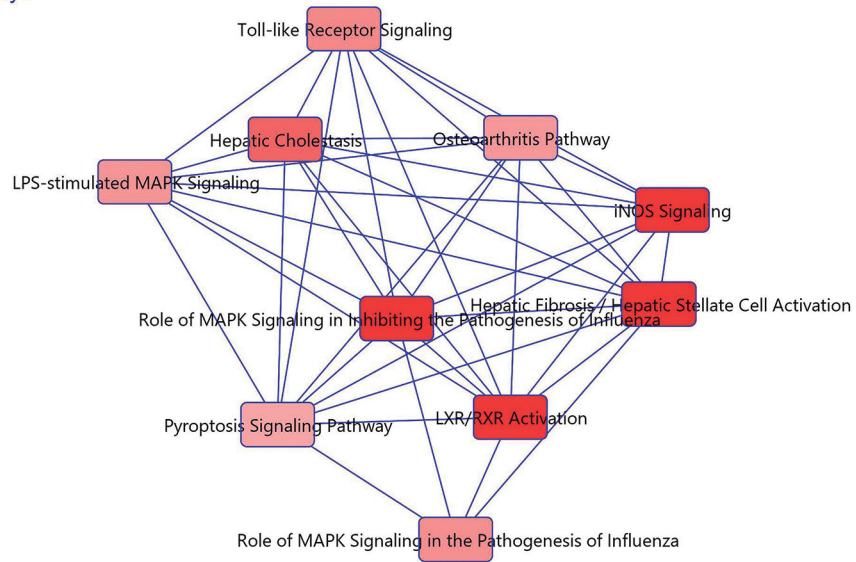 Toll-like Receptor Signaling
Hepatic Cholestasis
Osteoarthritis Pathway
LPS-stimulated MAPK Signaling
iNOS Signaling
Hepatic Fibrosis / Hepatic Stellate Cell Activation
Role of MAPK Signaling in Inhibiting the Pathogenesis of Influenza
Pyroptosis Signaling Pathway
LXR/RXR Activation
Role of MAPK Signaling in the Pathogenesis of Influenza